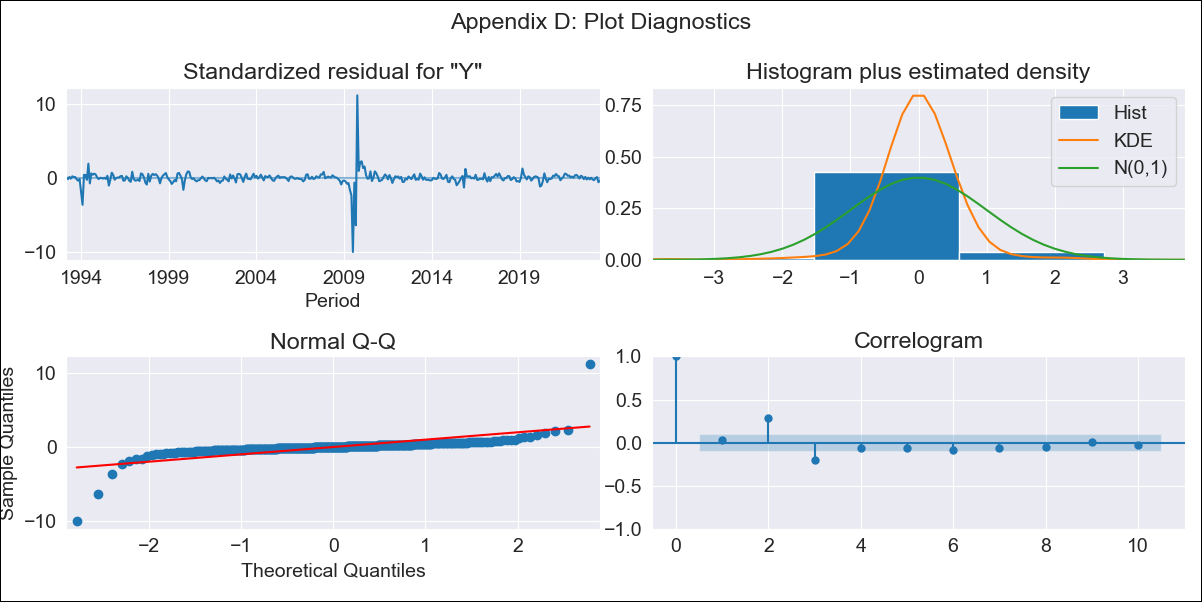 Appendix D: Plot Diagnostics
Standardized residual for "Y"
10
0
−10
1994 1999 2004 2009 2014 2019
Period
Histogram plus estimated density
0.75
0.50
0.25
0.00
−3 −2 −1 0 1 2 3
Hist
KDE
N(0,1)
Normal Q-Q
Sample Quantiles
10
0
−10
−2 −1 0 1 2
Theoretical Quantiles
Correlogram
1.0
0.5
0.0
−0.5
−1.0
0 2 4 6 8 10